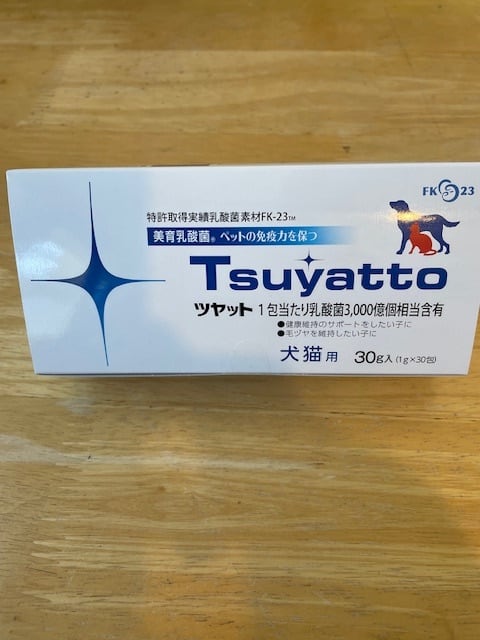 FK 23
特許取得実績乳酸菌素材FK-23™
美育乳酸菌® ペットの免疫力を保つ
Tsuyatto
ツヤット 1包当たり乳酸菌3,000億個相当含有
●健康維持のサポートをしたい子に
●毛ヅヤを維持したい子に
犬猫用 30g入(1g×30包)